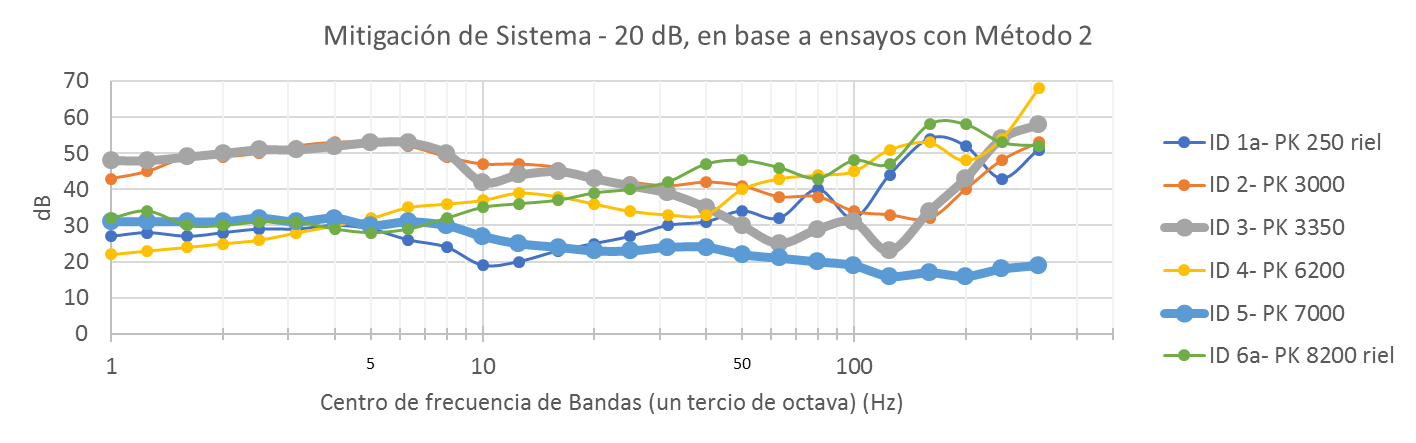 Mitigación de Sistema - 20 dB, en base a ensayos con Método 2
70
60
50
40
30
20
10
0
dB
1
5
10
50
100
Centro de frecuencia de Bandas (un tercio de octava) (Hz)
ID 1a- PK 250 riel
ID 2- PK 3000
ID 3- PK 3350
ID 4- PK 6200
ID 5- PK 7000
ID 6a- PK 8200 riel